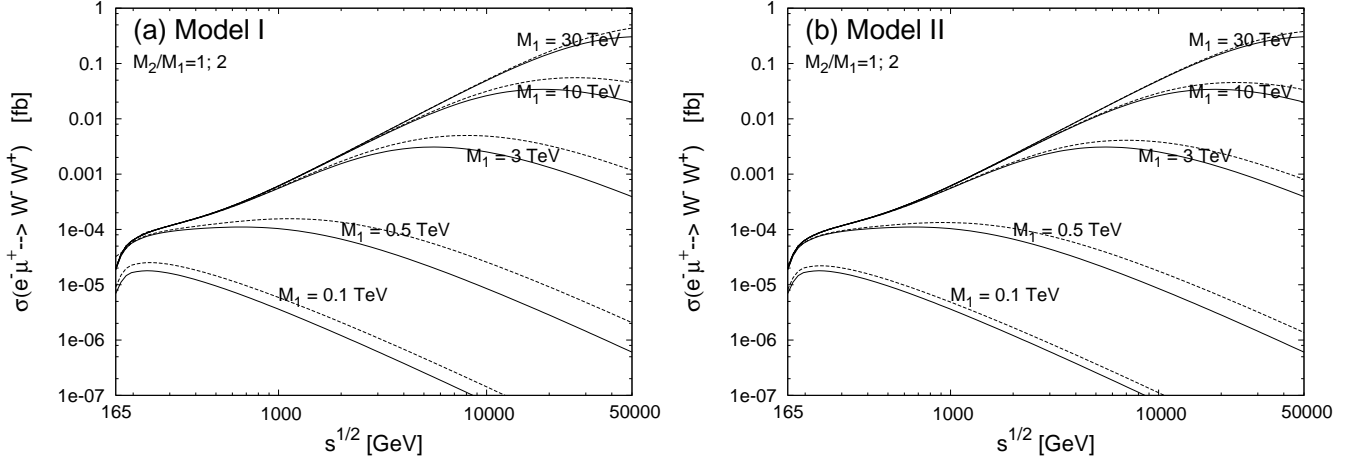 (a) Model I
M₂/M₁=1; 2
σ(e⁻μ⁺--> W⁻ W⁺) [fb]
1
0.1
0.01
0.001
1e-04
1e-05
1e-06
1e-07
M₁ = 30 TeV
M₁ = 10 TeV
M₁ = 3 TeV
M₁ = 0.5 TeV
M₁ = 0.1 TeV
165 1000 10000 50000
s^1/2 [GeV]
(b) Model II
M₂/M₁=1; 2
σ(e⁻μ⁺--> W⁻ W⁺) [fb]
1
0.1
0.01
0.001
1e-04
1e-05
1e-06
1e-07
M₁ = 30 TeV
M₁ = 10 TeV
M₁ = 3 TeV
M₁ = 0.5 TeV
M₁ = 0.1 TeV
165 1000 10000 50000
s^1/2 [GeV]